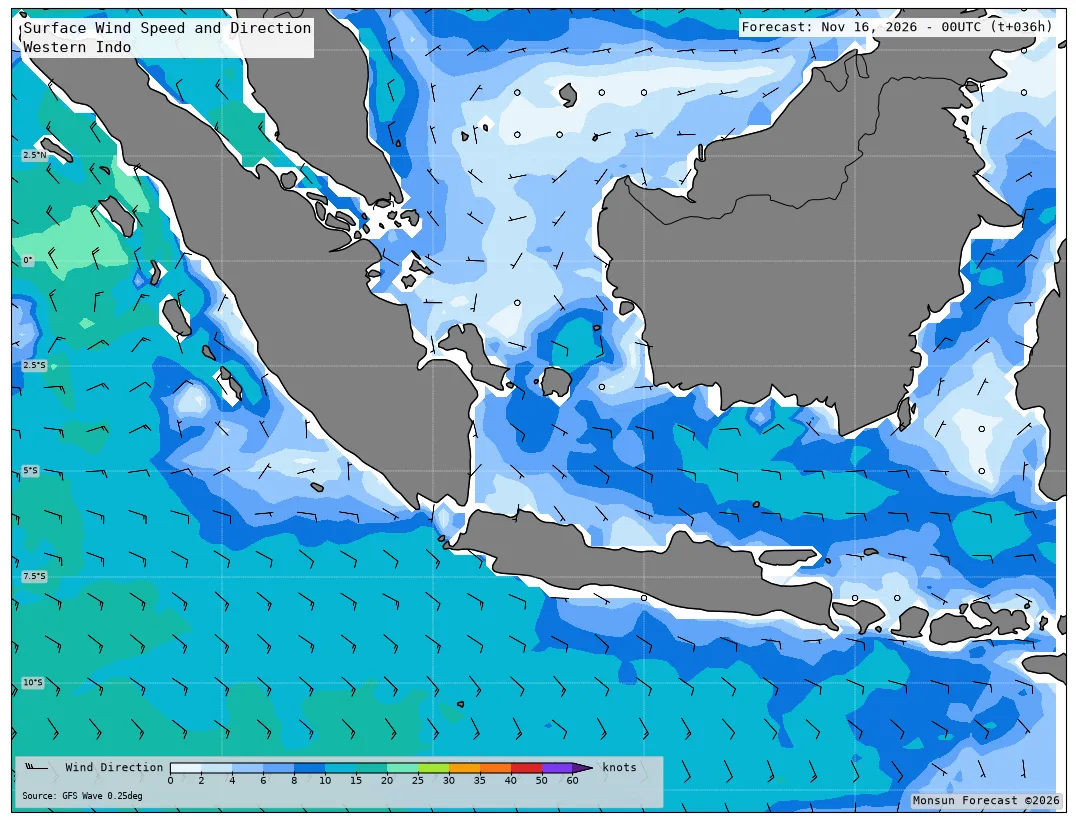 Surface Wind Speed and Direction
Western Indo
Forecast: Nov 16, 2026 - 00UTC (t+036h)
2.5°N
0°
2.5°S
5°S
7.5°S
10°S
Wind Direction
0 2 4 6 8 10 15 20 25 30 35 40 50 60
knots
Source: GFS Wave 0.25deg
Monsun Forecast ©2026